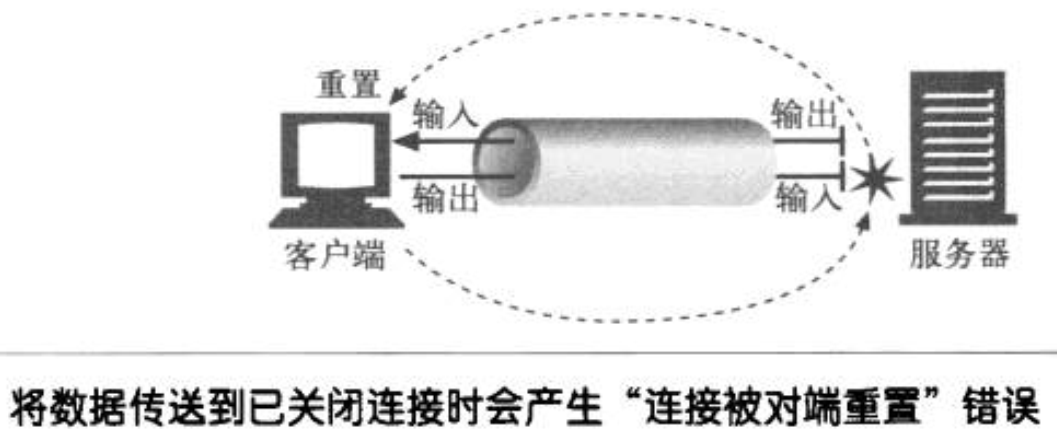 重置
输入
输出
输出
输入
客户端
服务器
将数据传送到已关闭连接时会产生“连接被对端重置”错误